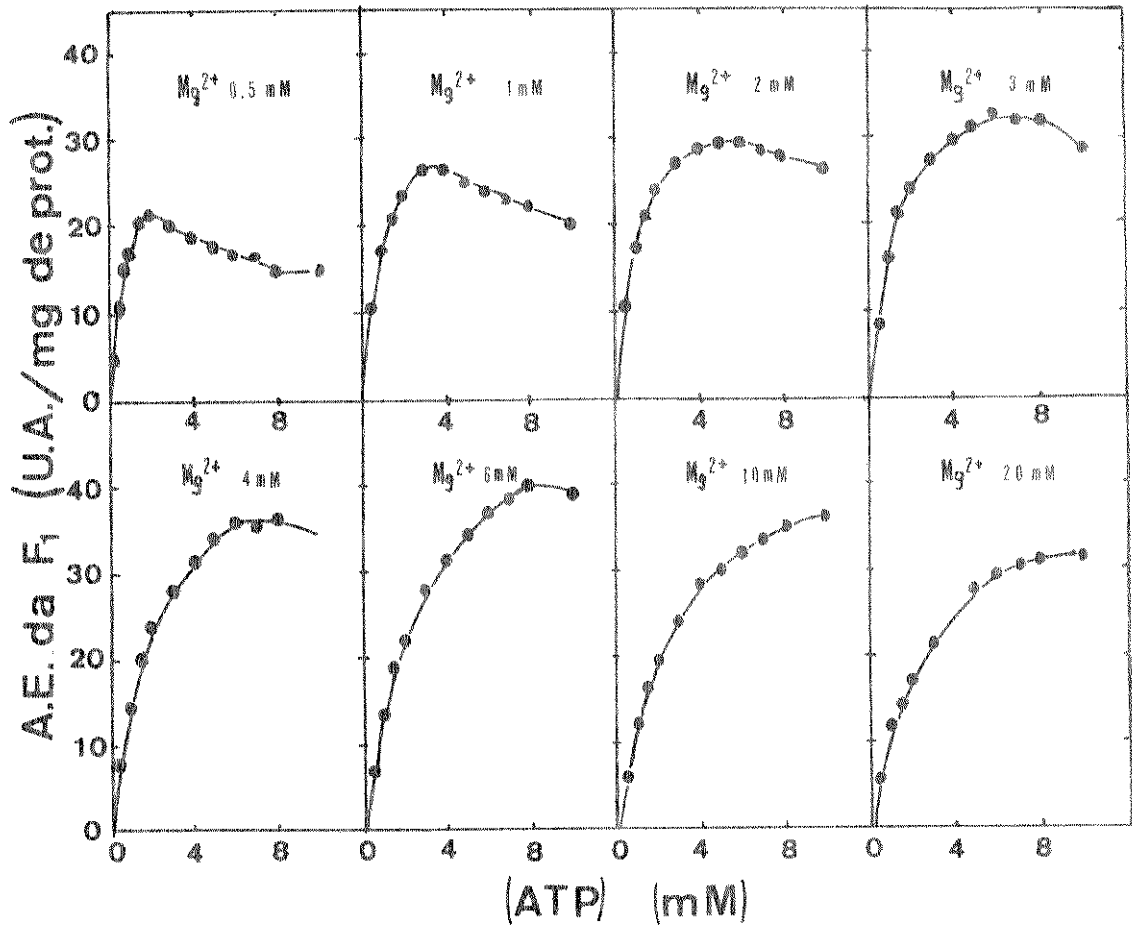 A.E. da F₁ (U.A./mg de prot.)
40
30
20
10
0
Mg²⁺ 0.5 mM
Mg²⁺ 1 mM
Mg²⁺ 2 mM
Mg²⁺ 3 mM
4 8
4 8
4 8
4 8
40
30
20
10
0
Mg²⁺ 4 mM
Mg²⁺ 6 mM
Mg²⁺ 10 mM
Mg²⁺ 20 mM
0 4 8
0 4 8
0 4 8
0 4 8
(ATP) (mM)